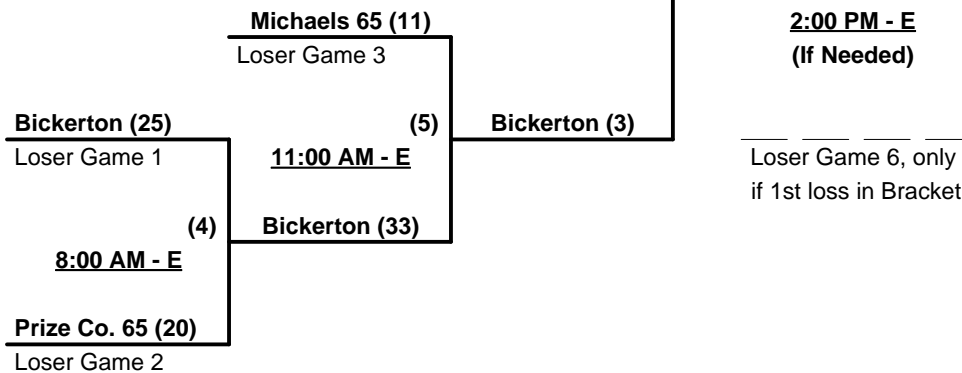 Michaels 65 (11)
2:00 PM - E
Loser Game 3
(If Needed)
Bickerton (25)
(5)
Bickerton (3)
Loser Game 1
11:00 AM - E
Loser Game 6, only
if 1st loss in Bracket
(4)
Bickerton (33)
8:00 AM - E
Prize Co. 65 (20)
Loser Game 2